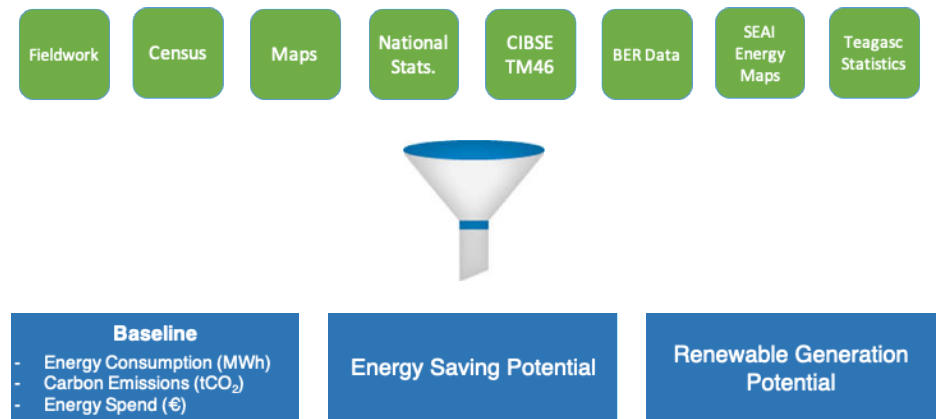 Fieldwork
Census
Maps
National
Stats.
CIBSE
TM46
BER Data
SEAI
Energy
Maps
Teagasc
Statistics
Baseline
- Energy Consumption (MWh)
- Carbon Emissions (tCO₂)
- Energy Spend (€)
Energy Saving Potential
Renewable Generation
Potential